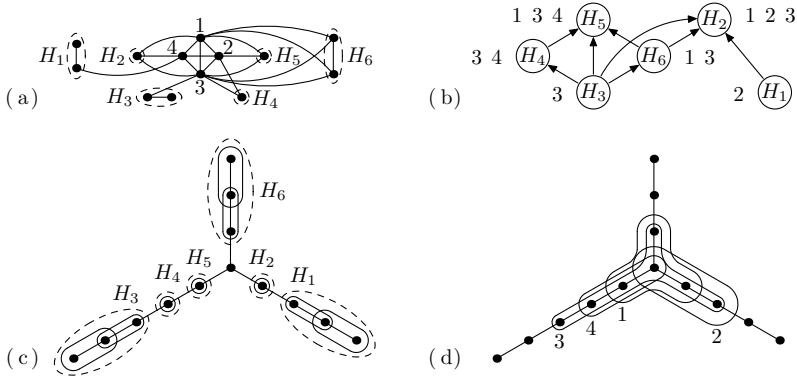 1
H₁ H₂ 4 2 H₅ H₆
3
H₃ H₄
(a)
1 3 4 H₅ H₂ 1 2 3
3 4 H₄ H₆ 1 3
3 H₃ 2 H₁
(b)
H₆
H₅ H₂
H₄ H₁
H₃
(c)
1
4
3 2
(d)